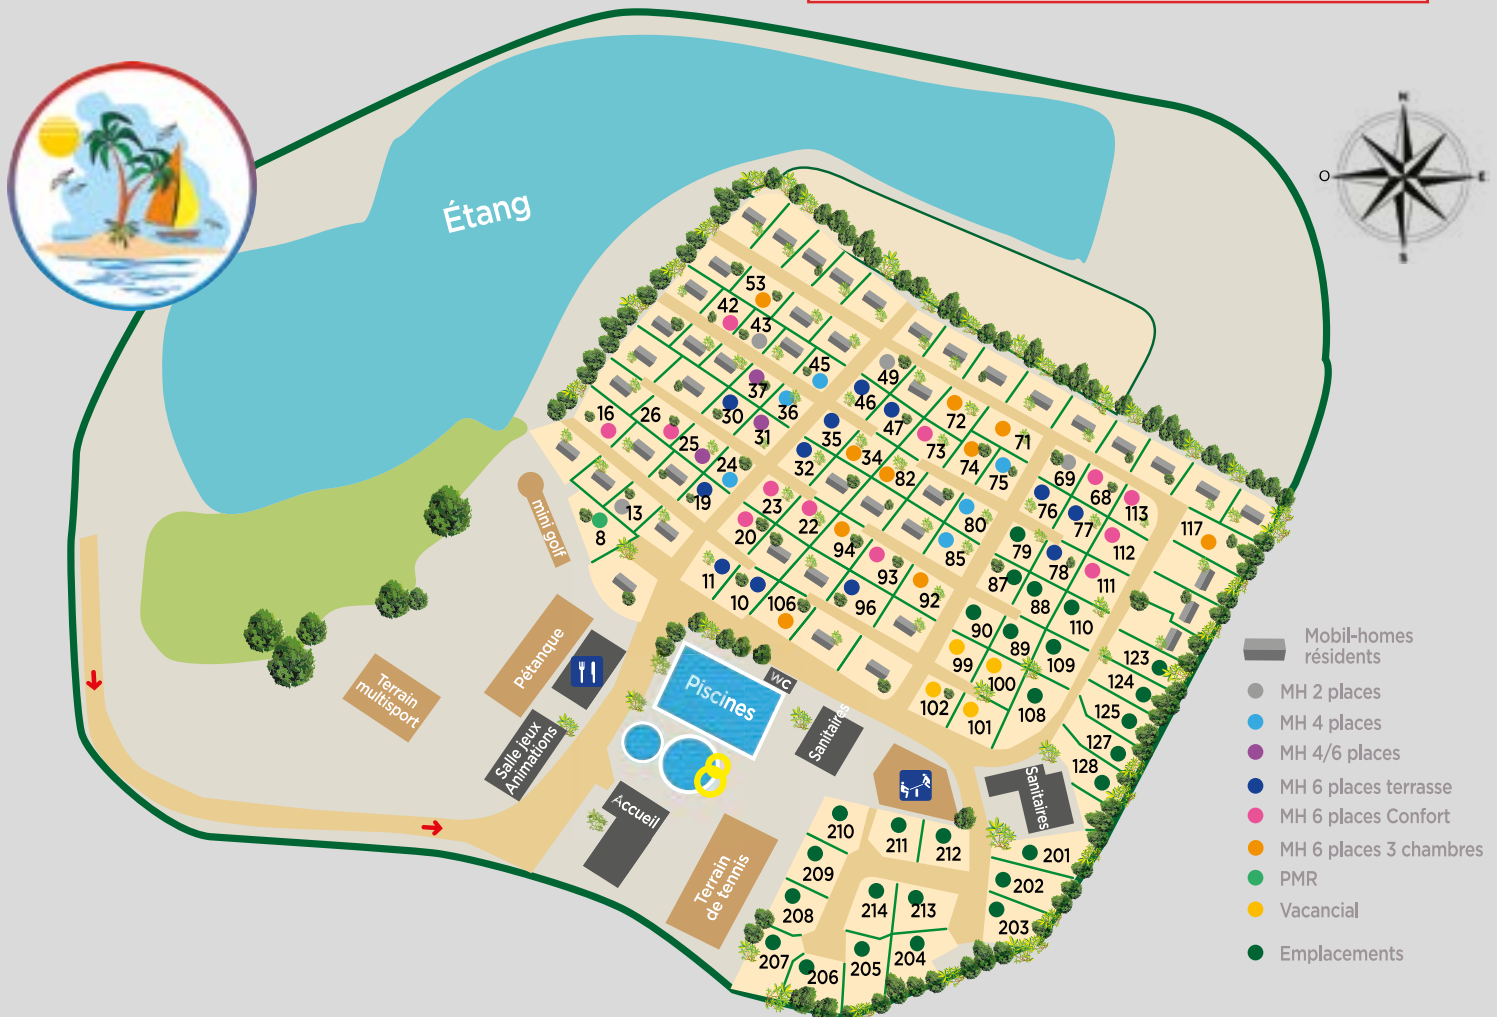 N
O
E
S
Étang
53
42
43
45
49
37
36
46
30
31
35
47
72
71
16
26
25
24
32
34
73
74
75
82
69
68
113
19
23
22
13
8
20
80
76
77
117
112
94
85
79
78
111
11
10
106
93
96
92
87
88
110
90
89
99
100
109
102
101
108
123
124
125
127
128
mini golf
Pétanque
Terrain
multisport
Salle jeux
Animations
Piscines
WC
Sanitaires
Accueil
Terrain
de tennis
Sanitaires
210
211
212
201
209
202
208
214
213
203
207
206
205
204
Mobil-homes
résidents
MH 2 places
MH 4 places
MH 4/6 places
MH 6 places terrasse
MH 6 places Confort
MH 6 places 3 chambres
PMR
Vacancial
Emplacements